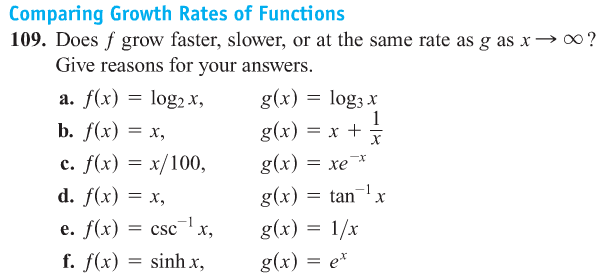 Comparing Growth Rates of Functions
109. Does f grow faster, slower, or at the same rate as g as x → ∞?
Give reasons for your answers.
a. f(x) = log₂ x, g(x) = log₃ x
b. f(x) = x, g(x) = x + 1/x
c. f(x) = x/100, g(x) = xe⁻ˣ
d. f(x) = x, g(x) = tan⁻¹ x
e. f(x) = csc⁻¹ x, g(x) = 1/x
f. f(x) = sinh x, g(x) = eˣ